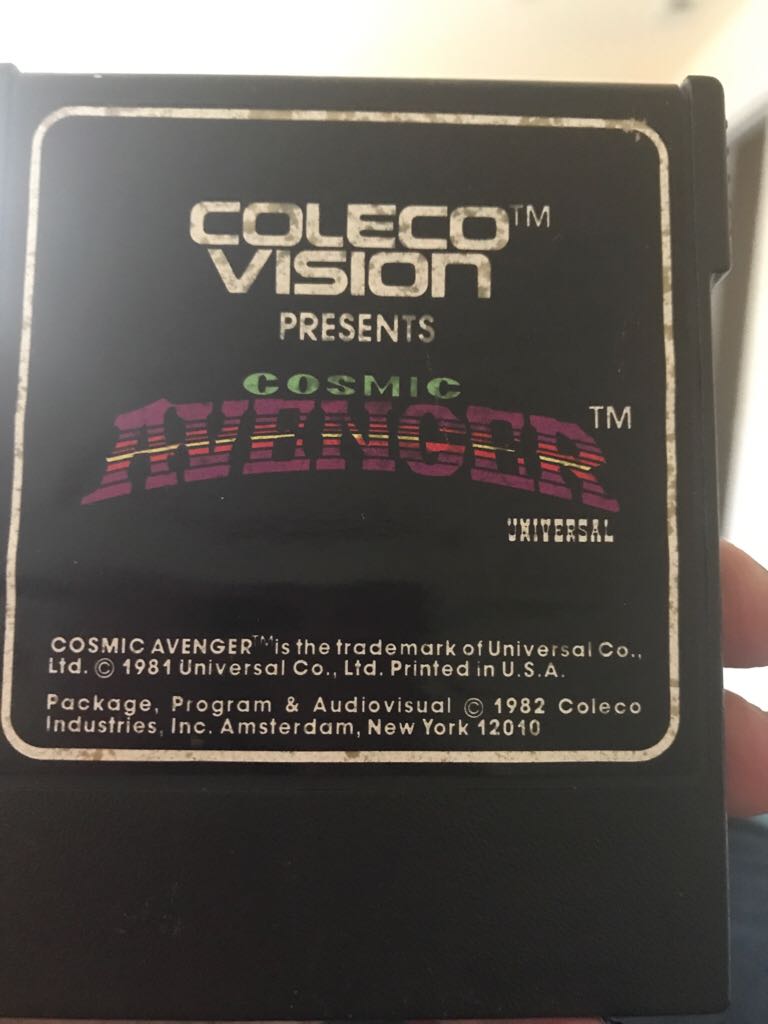 COLECO™
VISION
PRESENTS
COSMIC
AVENGER™
UNIVERSAL
COSMIC AVENGER™ is the trademark of Universal Co.,
Ltd. © 1981 Universal Co., Ltd. Printed in U.S.A.
Package, Program & Audiovisual © 1982 Coleco
Industries, Inc. Amsterdam, New York 12010